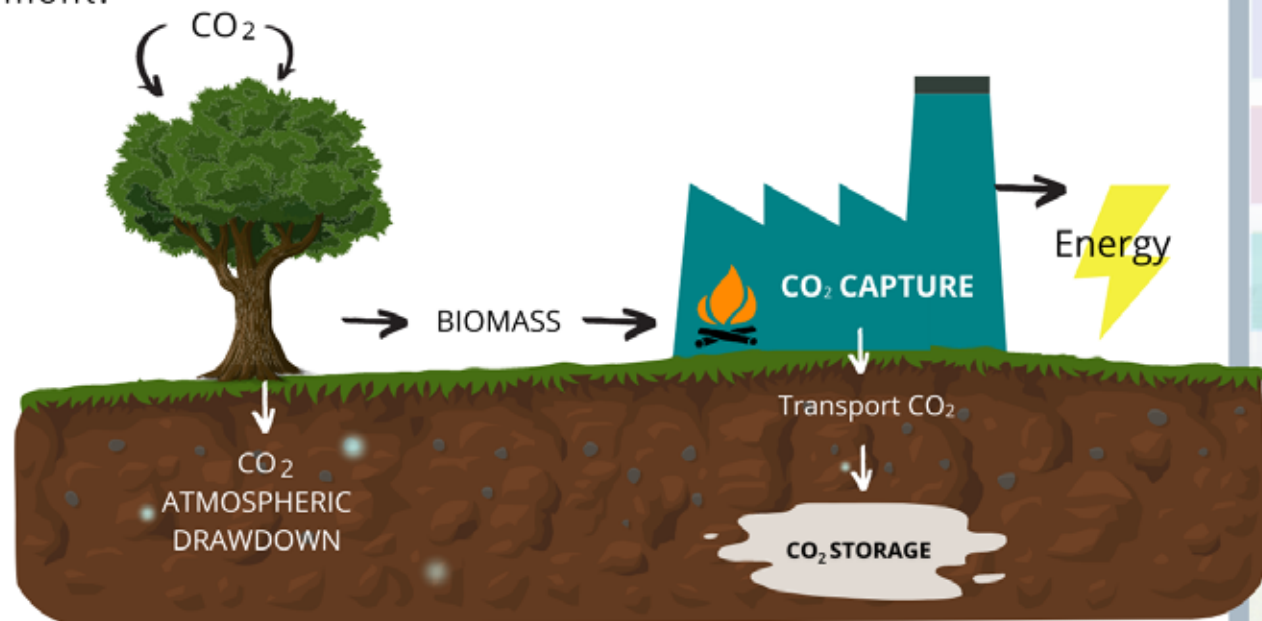 CO₂
BIOMASS
CO₂ CAPTURE
Energy
Transport CO₂
CO₂
ATMOSPHERIC
DRAWDOWN
CO₂ STORAGE